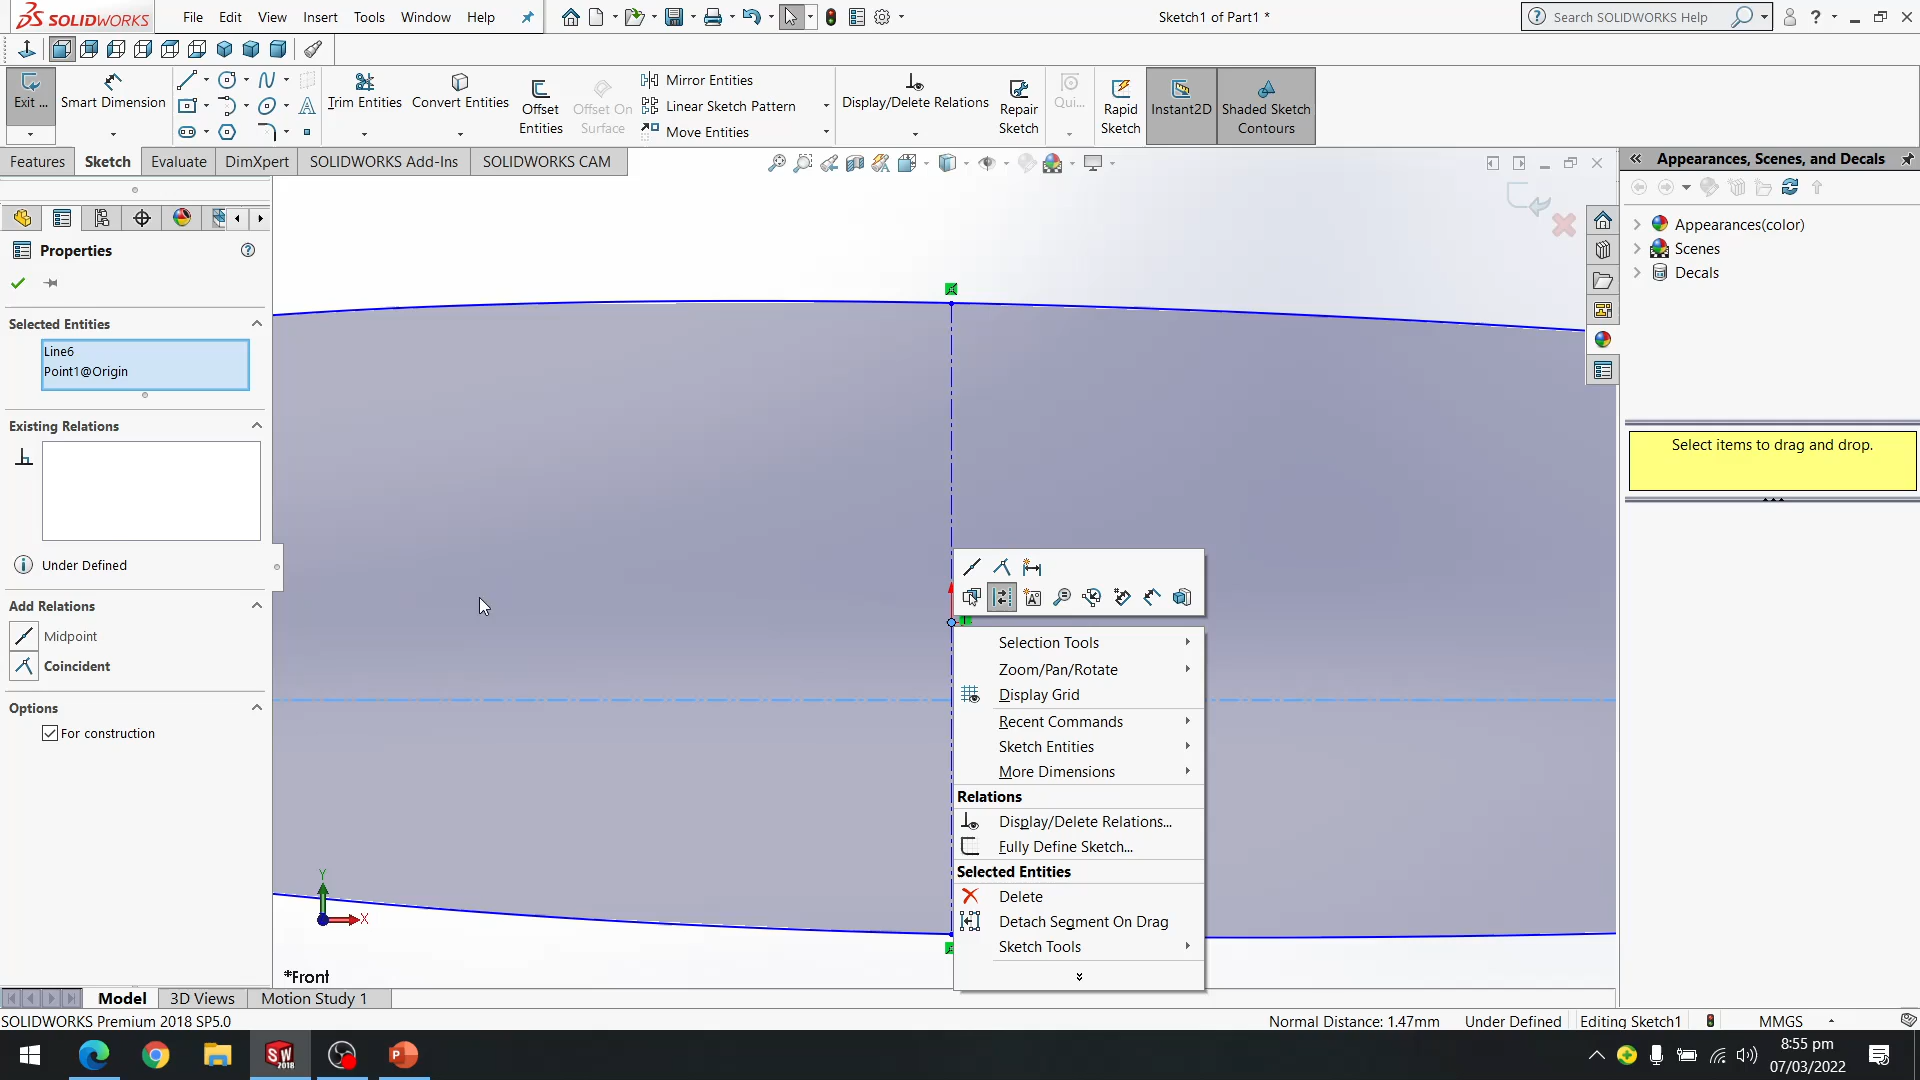 SOLIDWORKS
File Edit View Insert Tools Window Help
Sketch1 of Part1 *
Search SOLIDWORKS Help
Exit ...
Smart Dimension
Trim Entities
Convert Entities
Offset Entities
Offset On Surface
Mirror Entities
Linear Sketch Pattern
Move Entities
Display/Delete Relations
Repair Sketch
Qui...
Rapid Sketch
Instant2D
Shaded Sketch Contours
Features Sketch Evaluate DimXpert SOLIDWORKS Add-Ins SOLIDWORKS CAM
Properties
Selected Entities
Line6
Point1@Origin
Existing Relations
Under Defined
Add Relations
Midpoint
Coincident
Options
For construction
Y
X
*Front
Selection Tools
Zoom/Pan/Rotate
Display Grid
Recent Commands
Sketch Entities
More Dimensions
Relations
Display/Delete Relations...
Fully Define Sketch...
Selected Entities
Delete
Detach Segment On Drag
Sketch Tools
Appearances, Scenes, and Decals
Appearances(color)
Scenes
Decals
Select items to drag and drop.
Model 3D Views Motion Study 1
SOLIDWORKS Premium 2018 SP5.0
Normal Distance: 1.47mm Under Defined Editing Sketch1 MMGS
SW
2018
P
8:55 pm
07/03/2022